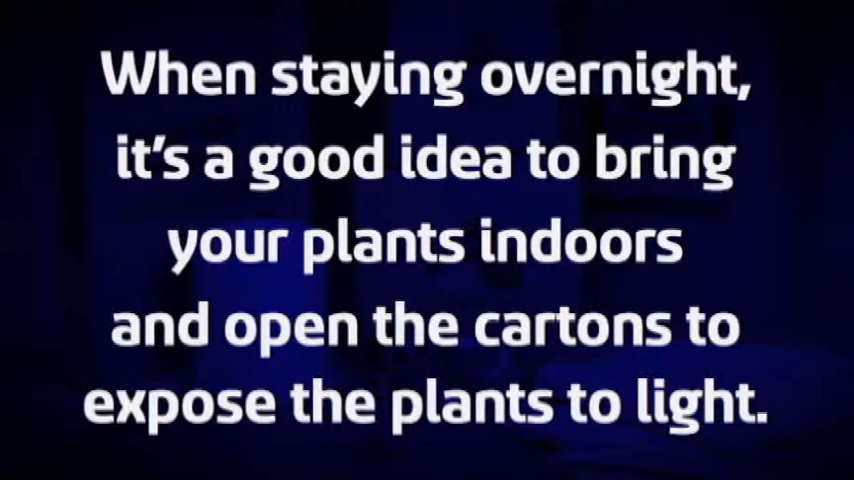 When staying overnight,
it's a good idea to bring
your plants indoors
and open the cartons to
expose the plants to light.